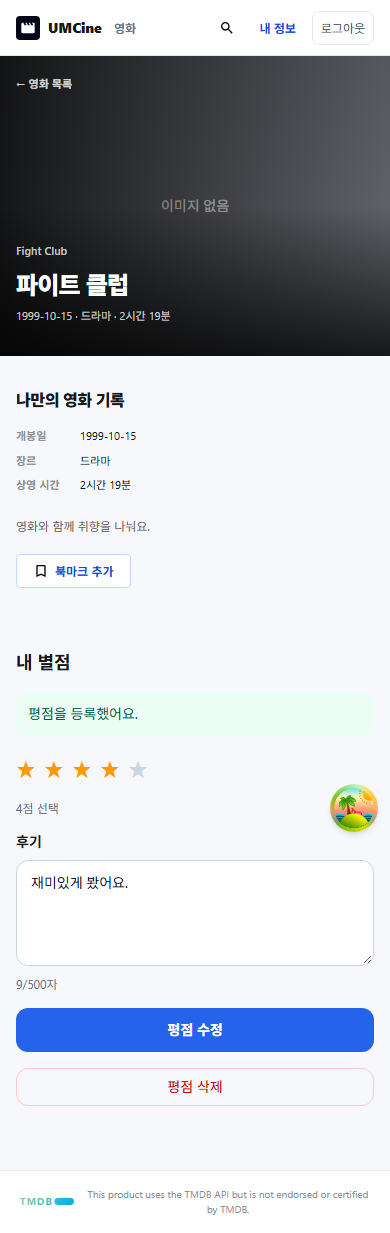 UMCine 영화 내 정보 로그아웃
← 영화 목록
이미지 없음
Fight Club
파이트 클럽
1999-10-15 · 드라마 · 2시간 19분
나만의 영화 기록
개봉일 1999-10-15
장르 드라마
상영 시간 2시간 19분
영화와 함께 취향을 나눠요.
북마크 추가
내 별점
평점을 등록했어요.
4점 선택
후기
재미있게 봤어요.
9/500자
평점 수정
평점 삭제
TMDB
This product uses the TMDB API but is not endorsed or certified
by TMDB.